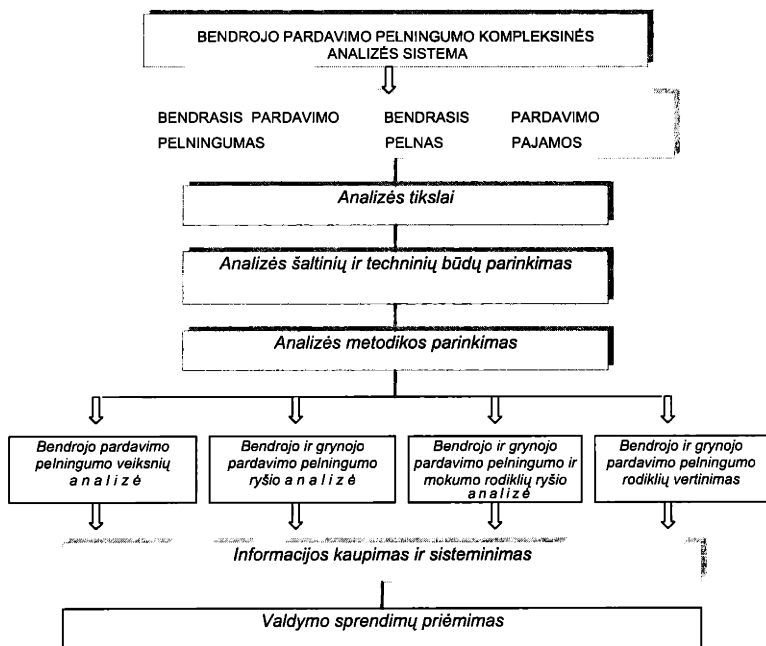 BENDROJO PARDAVIMO PELNINGUMO KOMPLEKSINĖS
ANALIZĖS SISTEMA
BENDRASIS PARDAVIMO
PELNINGUMAS
BENDRASIS
PELNAS
PARDAVIMO
PAJAMOS
Analizės tikslai
Analizės šaltinių ir techninių būdų parinkimas
Analizės metodikos parinkimas
Bendrojo pardavimo
pelningumo veiksnių
analizė
Bendrojo ir grynojo
pardavimo pelningumo
ryšio analizė
Bendrojo ir grynojo
pardavimo pelningumo ir
mokumo rodiklių ryšio
analizė
Bendrojo ir grynojo
pardavimo pelningumo
rodiklių vertinimas
Informacijos kaupimas ir sisteminimas
Valdymo sprendimų priėmimas